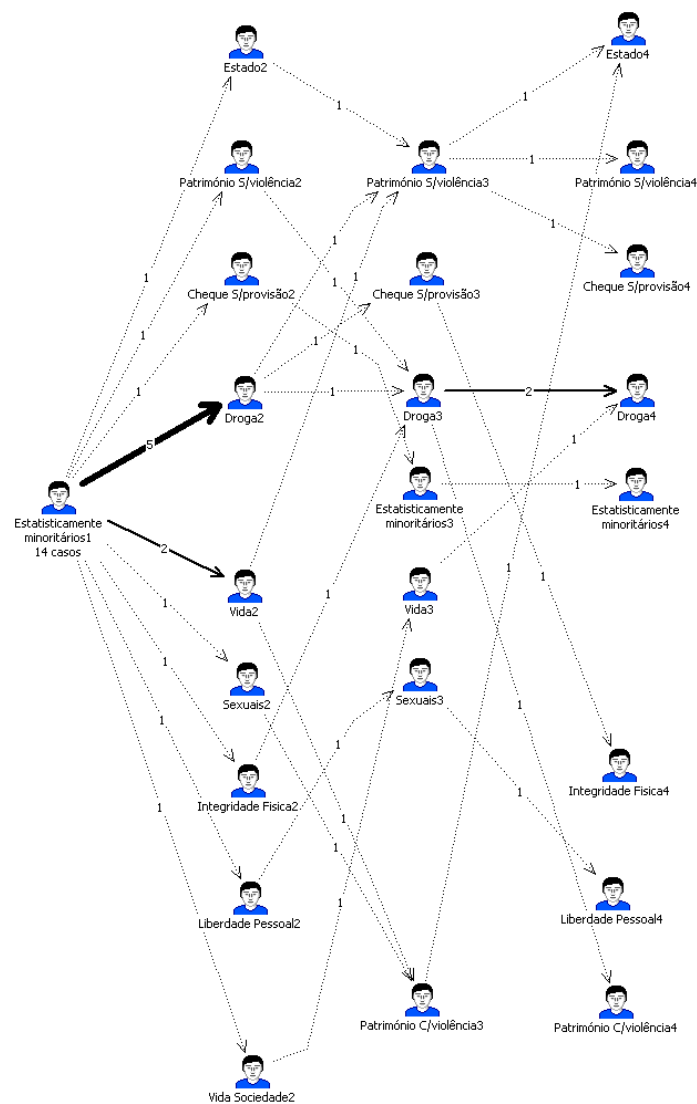 Estado2
Estado4
1
1
Património S/violência2
Património S/violência3
1
Património S/violência4
1
1
1
1
1
Cheque S/provisão2
Cheque S/provisão3
Cheque S/provisão4
1
1
1
1
Droga2
1
Droga3
2
Droga4
5
1
Estatisticamente
minoritários1
14 casos
Estatisticamente
minoritários3
1
Estatisticamente
minoritários4
1
2
1
Vida2
Vida3
1
1
1
Sexuais2
Sexuais3
1
1
1
Integridade Fisica2
Integridade Fisica4
1
1
1
1
Liberdade Pessoal2
1
Liberdade Pessoal4
Património C/violência3
Património C/violência4
Vida Sociedade2